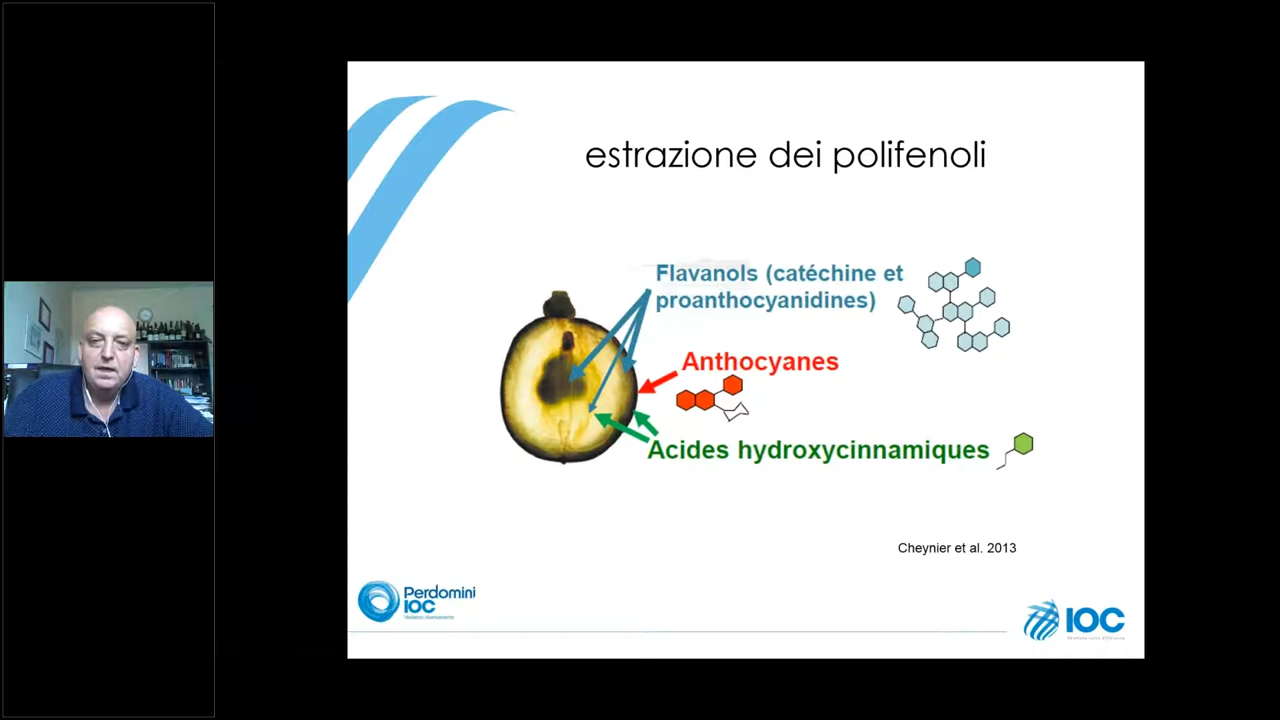 estrazione dei polifenoli
Flavanols (catéchine et
proanthocyanidines)
Anthocyanes
Acides hydroxycinnamiques
Cheynier et al. 2013
Perdomini
IOC
IOC